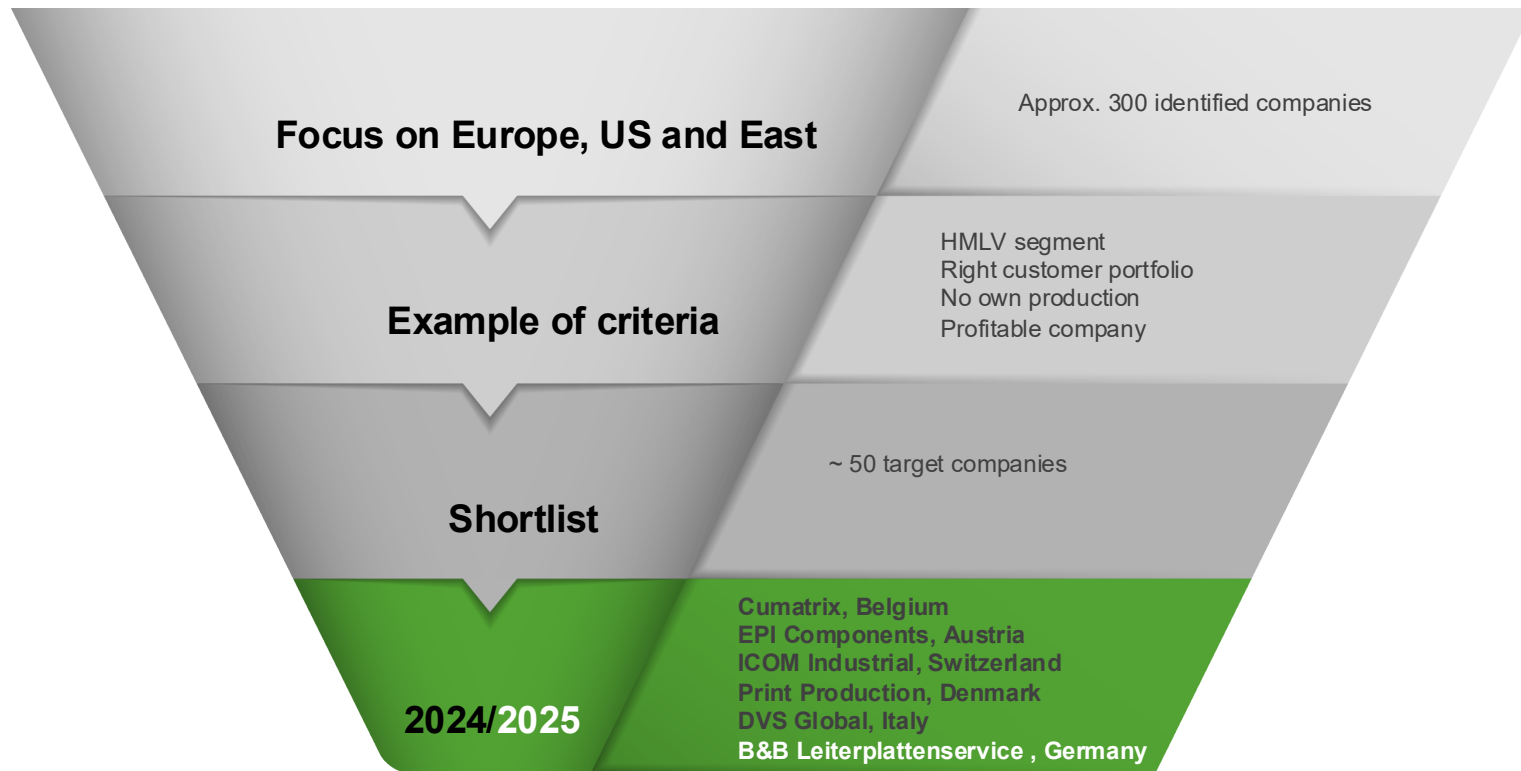 Focus on Europe, US and East
Approx. 300 identified companies
Example of criteria
HMLV segment
Right customer portfolio
No own production
Profitable company
Shortlist
~ 50 target companies
2024/2025
Cumatrix, Belgium
EPI Components, Austria
ICOM Industrial, Switzerland
Print Production, Denmark
DVS Global, Italy
B&B Leiterplattenservice , Germany